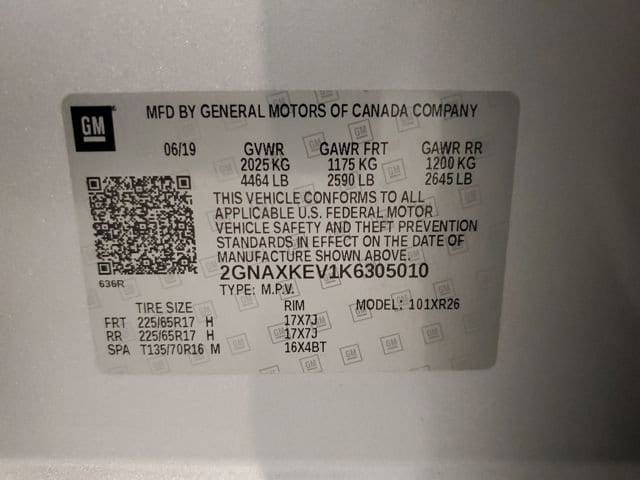 GM
MFD BY GENERAL MOTORS OF CANADA COMPANY
06/19 GVWR GAWR FRT GAWR RR
2025 KG 1175 KG 1200 KG
4464 LB 2590 LB 2645 LB
THIS VEHICLE CONFORMS TO ALL
APPLICABLE U.S. FEDERAL MOTOR
VEHICLE SAFETY AND THEFT PREVENTION
STANDARDS IN EFFECT ON THE DATE OF
MANUFACTURE SHOWN ABOVE.
636R
2GNAXKEV1K6305010
TYPE: M.P.V.
TIRE SIZE RIM MODEL: 101XR26
FRT 225/65R17 H 17X7J
RR 225/65R17 H 17X7J
SPA T135/70R16 M 16X4BT